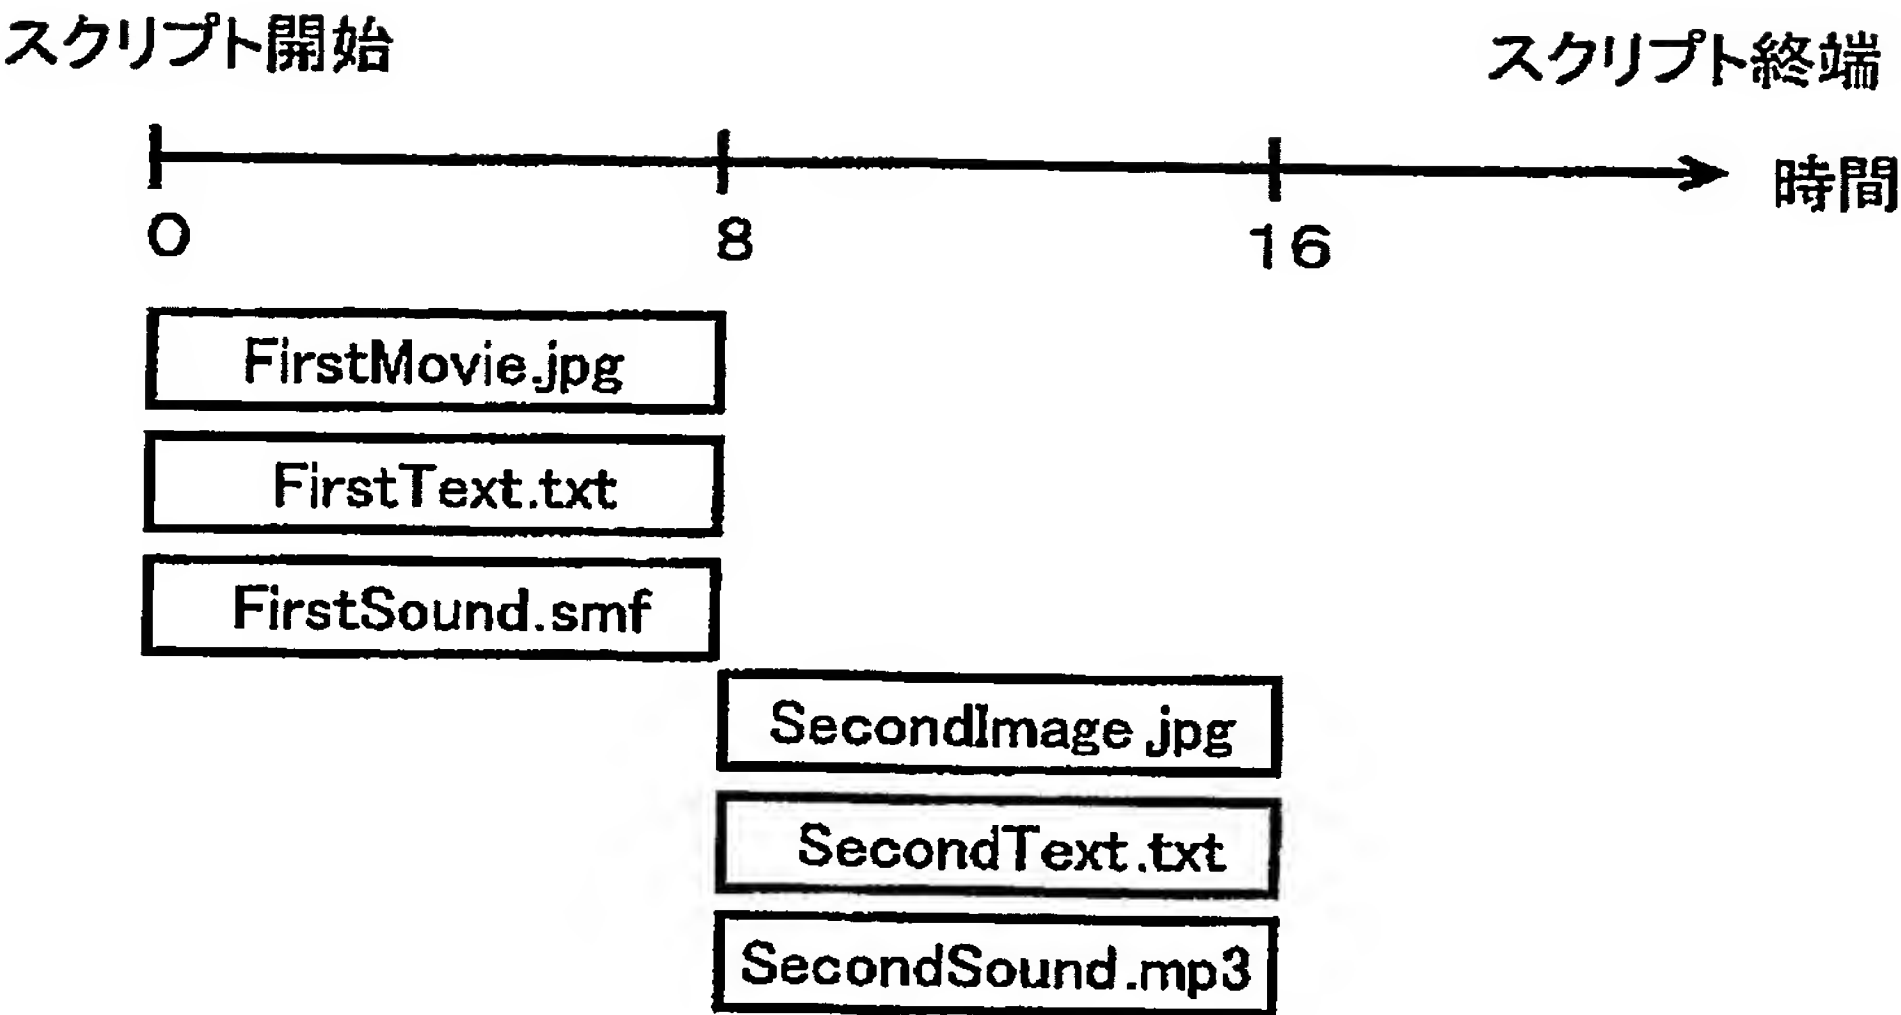 スクリプト開始
スクリプト終端
時間
0
8
16
FirstMovie.jpg
FirstText.txt
FirstSound.smf
SecondImage.jpg
SecondText.txt
SecondSound.mp3